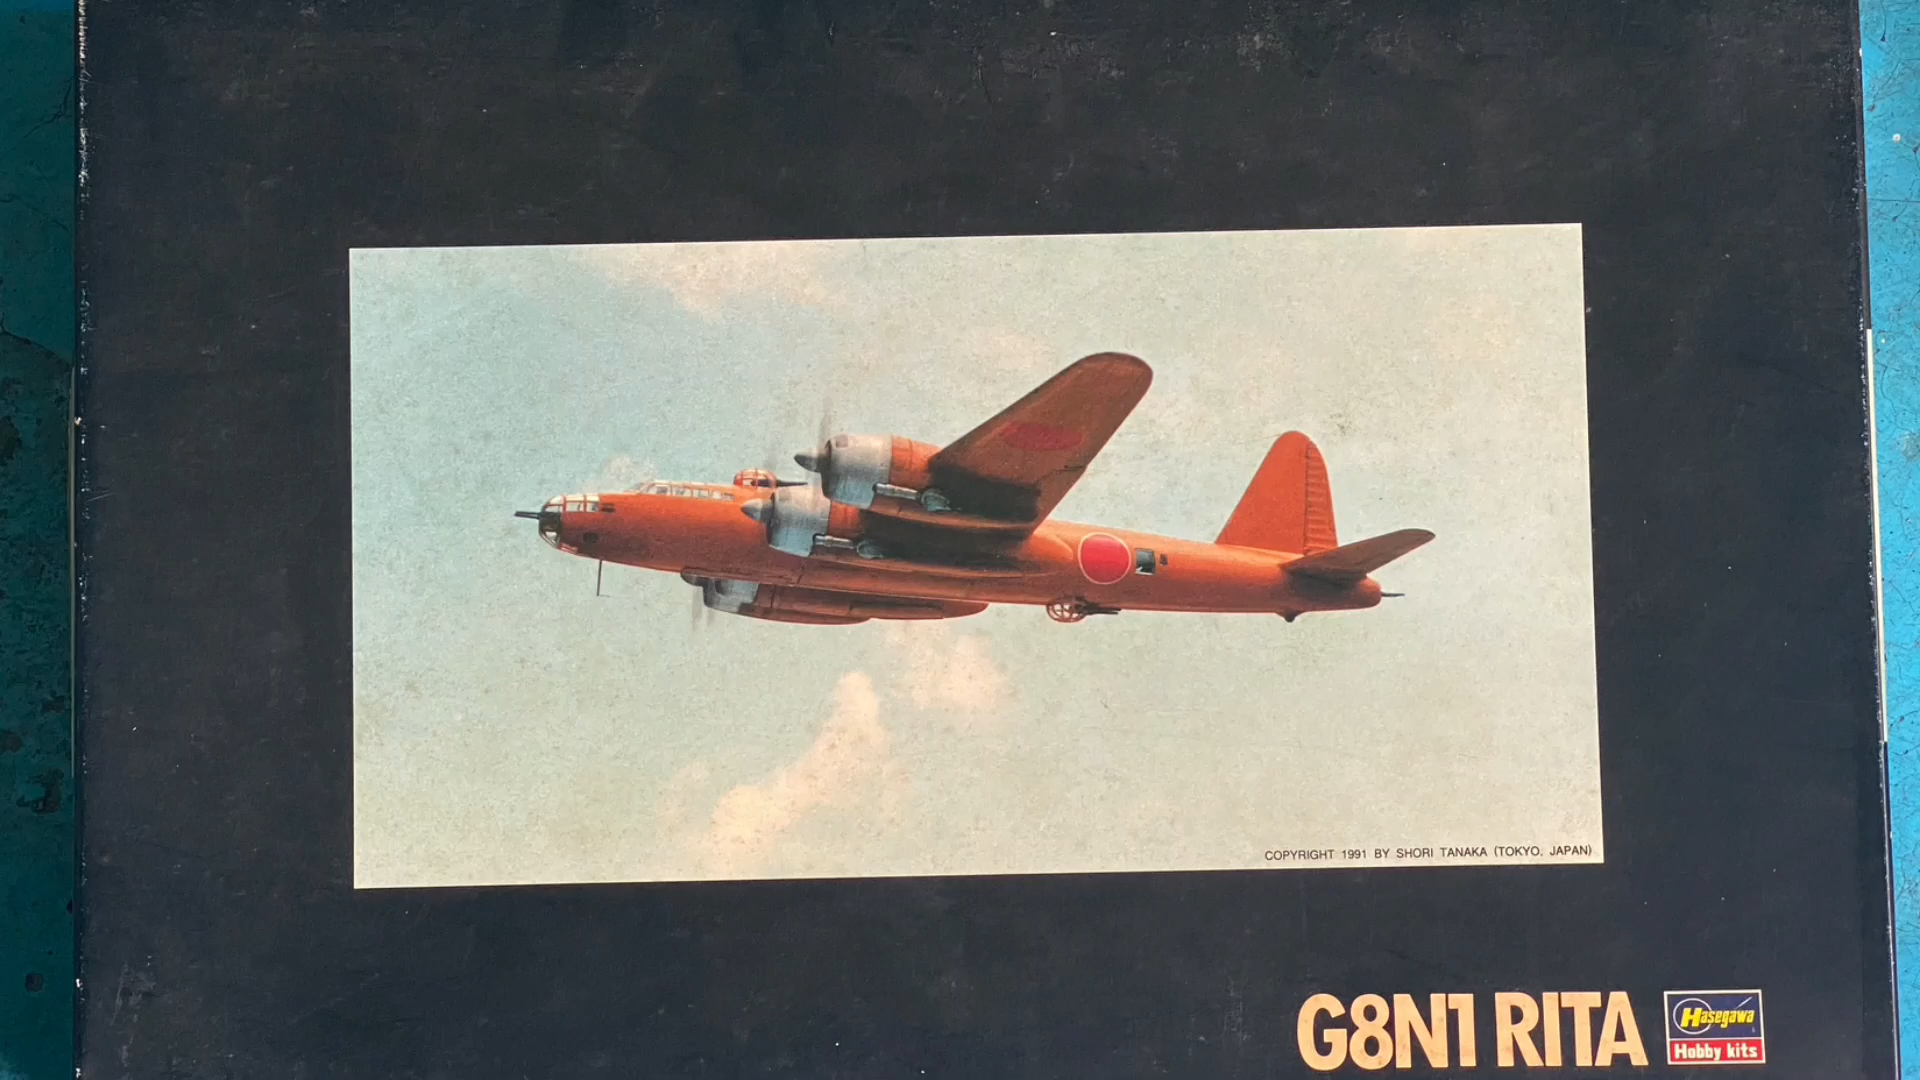 COPYRIGHT 1991 BY SHORI TANAKA (TOKYO, JAPAN)
G8N1 RITA
Hasegawa
Hobby kits